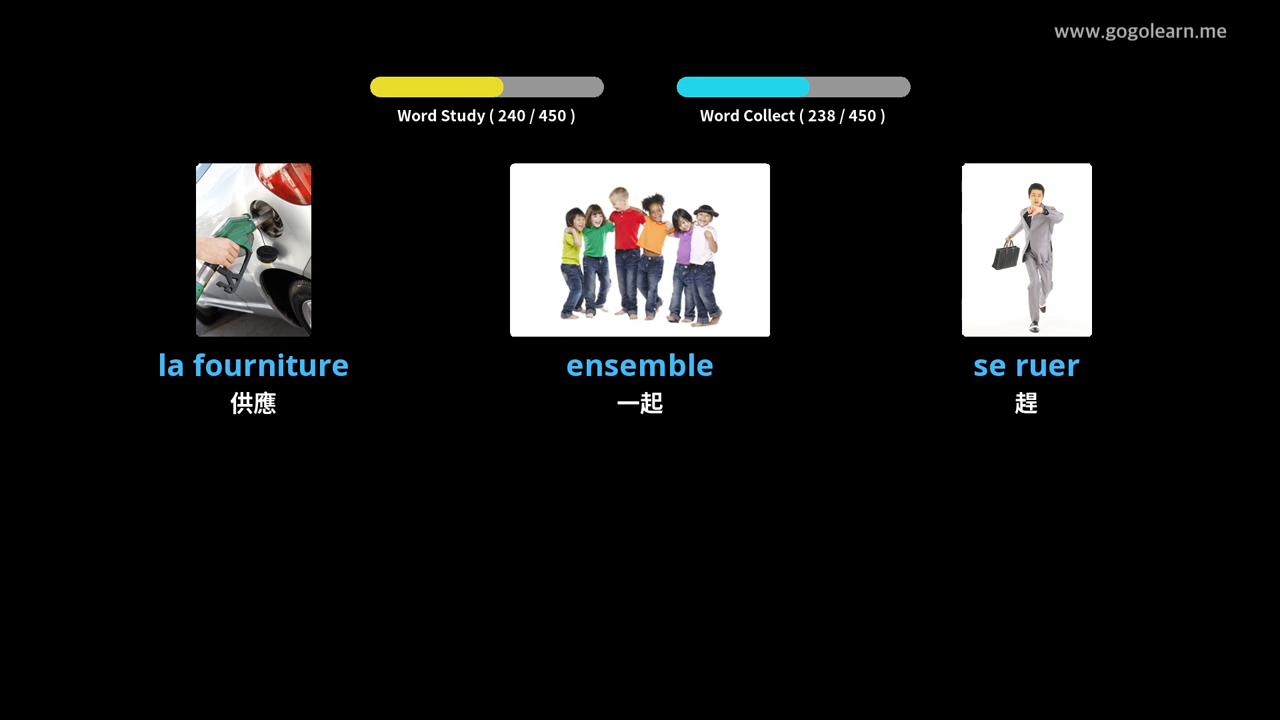 www.gogolearn.me
Word Study ( 240 / 450 )
Word Collect ( 238 / 450 )
la fourniture
ensemble
se ruer
供應
一起
趕